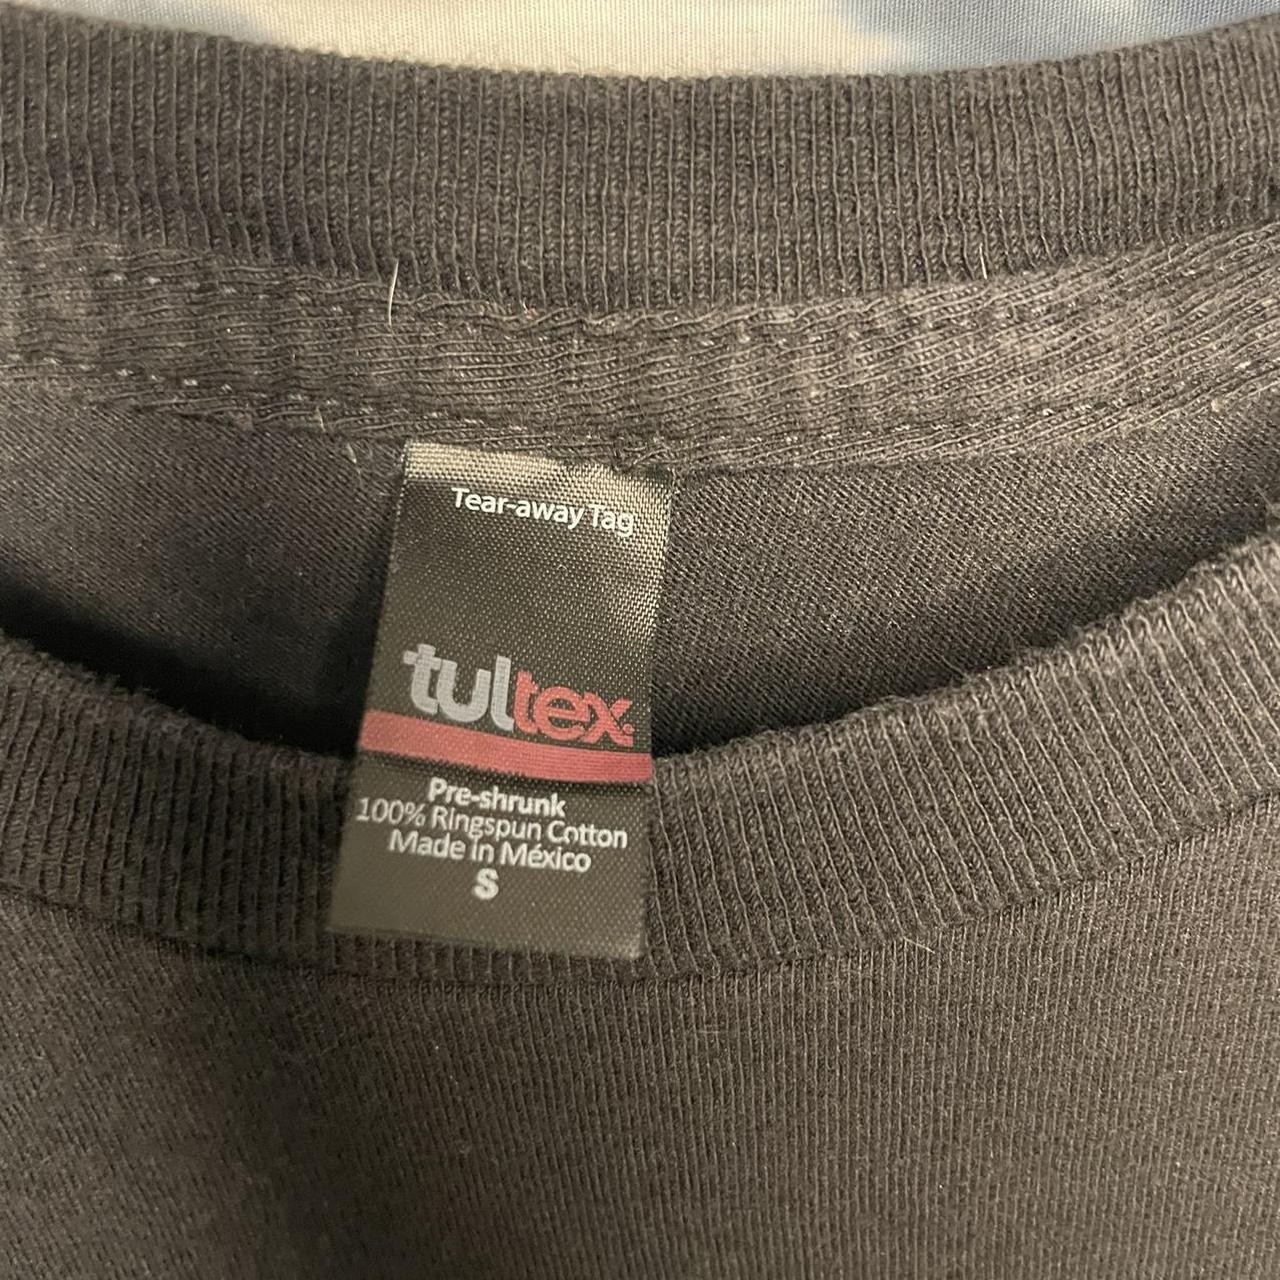 Tear-away Tag
tultex
Pre-shrunk
100% Ringspun Cotton
Made in México
S